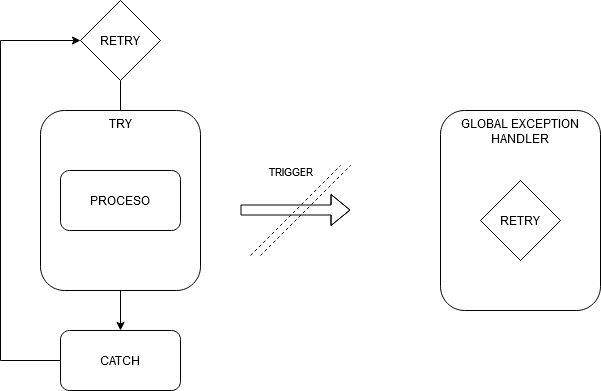 RETRY
TRY
PROCESO
CATCH
TRIGGER
GLOBAL EXCEPTION
HANDLER
RETRY